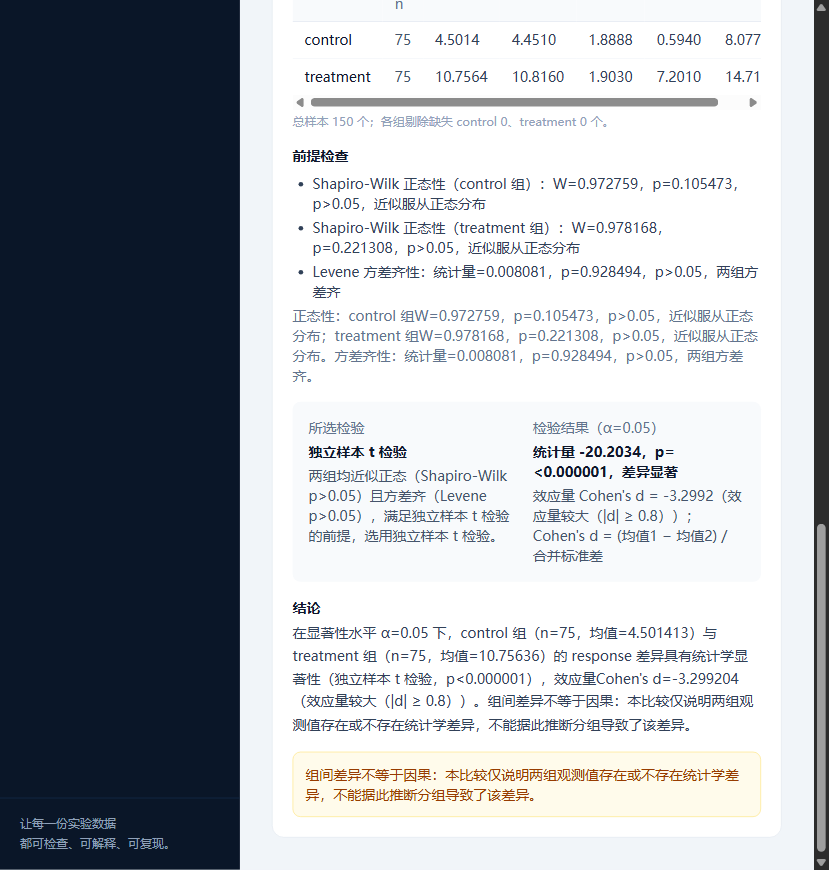 n
control 75 4.5014 4.4510 1.8888 0.5940 8.077
treatment 75 10.7564 10.8160 1.9030 7.2010 14.71
总样本 150 个；各组剔除缺失 control 0、treatment 0 个。
前提检查
• Shapiro-Wilk 正态性（control 组）：W=0.972759，p=0.105473，
p>0.05，近似服从正态分布
• Shapiro-Wilk 正态性（treatment 组）：W=0.978168，
p=0.221308，p>0.05，近似服从正态分布
• Levene 方差齐性：统计量=0.008081，p=0.928494，p>0.05，两组方
差齐
正态性：control 组W=0.972759，p=0.105473，p>0.05，近似服从正态
分布；treatment 组W=0.978168，p=0.221308，p>0.05，近似服从正态
分布。方差齐性：统计量=0.008081，p=0.928494，p>0.05，两组方差
齐。
所选检验
独立样本 t 检验
两组均近似正态（Shapiro-Wilk
p>0.05）且方差齐（Levene
p>0.05），满足独立样本 t 检验
的前提，选用独立样本 t 检验。
检验结果（α=0.05）
统计量 -20.2034，p=
<0.000001，差异显著
效应量 Cohen's d = -3.2992（效
应量较大（|d| ≥ 0.8））；
Cohen's d = (均值1 − 均值2) /
合并标准差
结论
在显著性水平 α=0.05 下，control 组（n=75，均值=4.501413）与
treatment 组（n=75，均值=10.75636）的 response 差异具有统计学显
著性（独立样本 t 检验，p<0.000001），效应量Cohen's d=-3.299204
（效应量较大（|d| ≥ 0.8））。组间差异不等于因果：本比较仅说明两组观
测值存在或不存在统计学差异，不能据此推断分组导致了该差异。
组间差异不等于因果：本比较仅说明两组观测值存在或不存在统计学差
异，不能据此推断分组导致了该差异。
让每一份实验数据
都可检查、可解释、可复现。